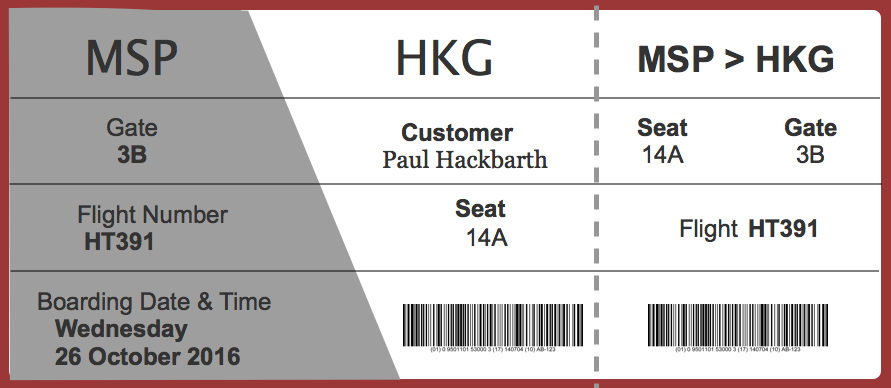 MSP
HKG
MSP > HKG
Gate
3B
Customer
Paul Hackbarth
Seat
14A
Gate
3B
Flight Number
HT391
Seat
14A
Flight HT391
Boarding Date & Time
Wednesday
26 October 2016
(01) 0 9501101 53000 3 (17) 140704 (10) AB-123
(01) 0 9501101 53000 3 (17) 140704 (10) AB-123